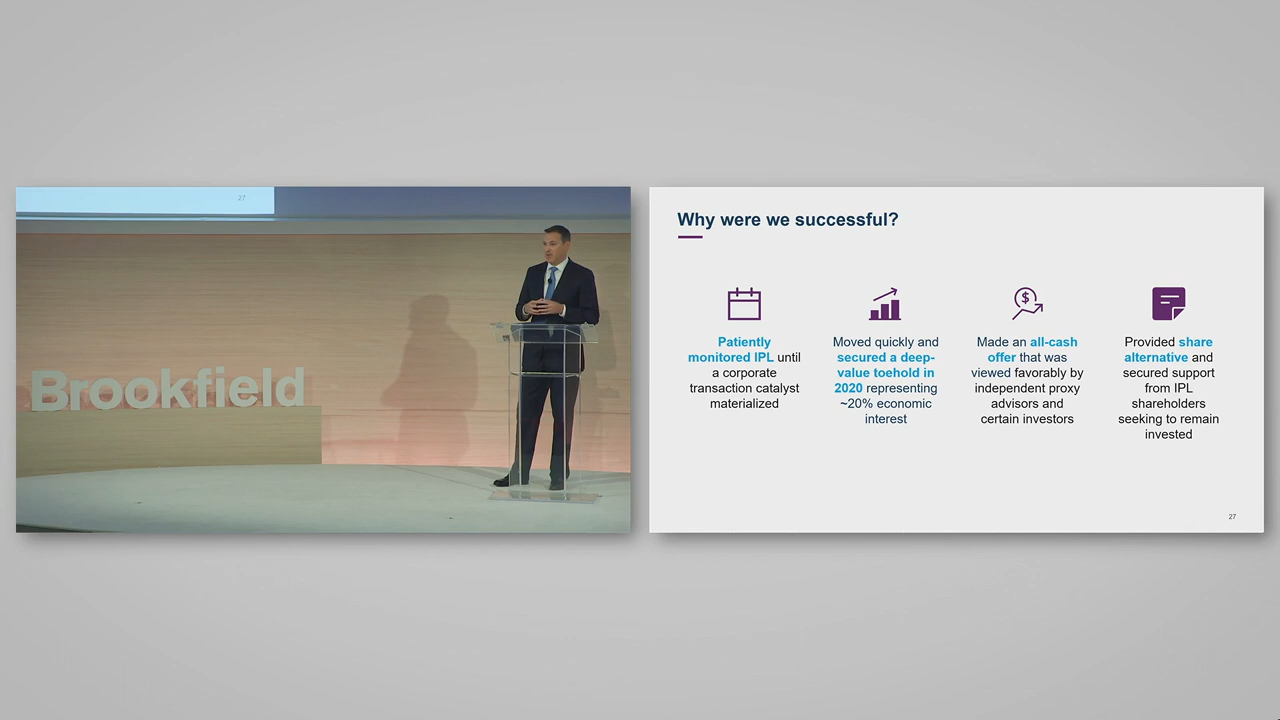 27
Brookfield
Why were we successful?
Patiently
monitored IPL until
a corporate
transaction catalyst
materialized
Moved quickly and
secured a deep-
value toehold in
2020 representing
~20% economic
interest
Made an all-cash
offer that was
viewed favorably by
independent proxy
advisors and
certain investors
Provided share
alternative and
secured support
from IPL
shareholders
seeking to remain
invested
27